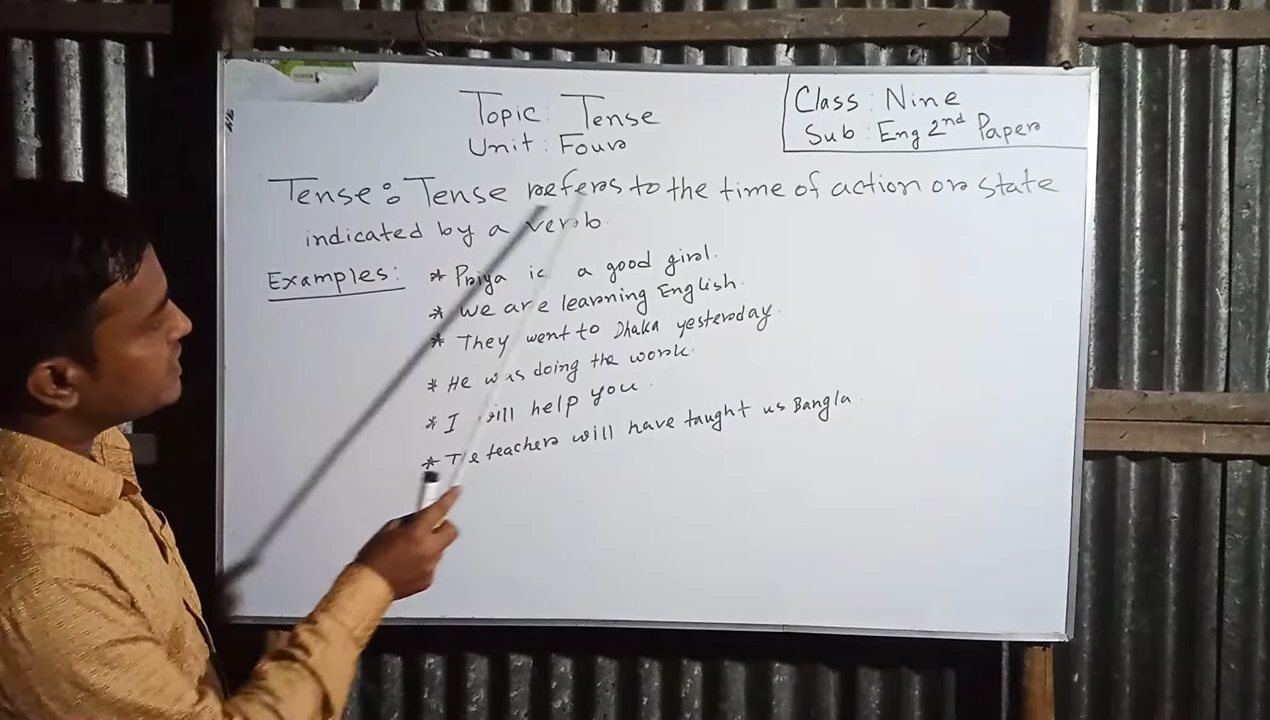 Topic: Tense
Unit: Four
Class: Nine
Sub: Eng 2nd Paper
Tense: Tense refers to the time of action or state
indicated by a verb.
Examples: * Priya is a good girl.
* We are learning English.
* They went to Dhaka yesterday.
* He was doing the work.
* I will help you.
* teacher will have taught us Bangla.